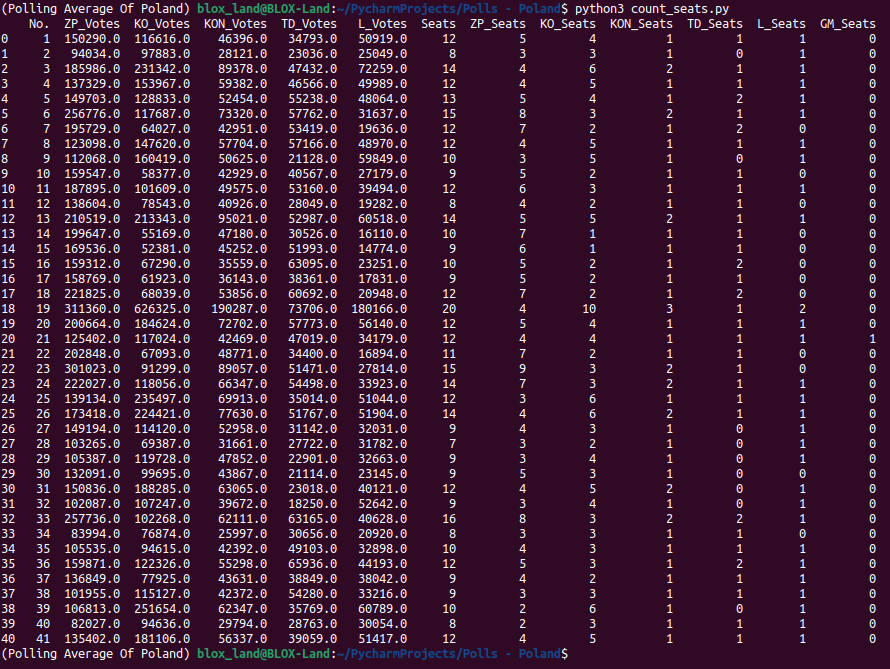 (Polling Average Of Poland) blox_land@BLOX-Land:~/PycharmProjects/Polls - Poland$ python3 count_seats.py
    No.  ZP_Votes  KO_Votes  KON_Votes  TD_Votes   L_Votes  Seats  ZP_Seats  KO_Seats  KON_Seats  TD_Seats  L_Seats  GM_Seats
0     1  150290.0  116616.0    46396.0   34793.0   50919.0     12         5         4          1         1        1         0
1     2   94034.0   97883.0    28121.0   23036.0   25049.0      8         3         3          1         0        1         0
2     3  185986.0  231342.0    89378.0   47432.0   72259.0     14         4         6          2         1        1         0
3     4  137329.0  153967.0    59382.0   46566.0   49989.0     12         4         5          1         1        1         0
4     5  149703.0  128833.0    52454.0   55238.0   48064.0     13         5         4          1         2        1         0
5     6  256776.0  117687.0    73320.0   57762.0   31637.0     15         8         3          2         1        1         0
6     7  195729.0   64027.0    42951.0   53419.0   19636.0     12         7         2          1         2        0         0
7     8  123098.0  147620.0    57704.0   57166.0   48970.0     12         4         5          1         1        1         0
8     9  112068.0  160419.0    50625.0   21128.0   59849.0     10         3         5          1         0        1         0
9    10  159547.0   58377.0    42929.0   40567.0   27179.0      9         5         2          1         1        0         0
10   11  187895.0  101609.0    49575.0   53160.0   39494.0     12         6         3          1         1        1         0
11   12  138604.0   78543.0    40926.0   28049.0   19282.0      8         4         2          1         1        0         0
12   13  210519.0  213343.0    95021.0   52987.0   60518.0     14         5         5          2         1        1         0
13   14  199647.0   55169.0    47180.0   30526.0   16110.0     10         7         1          1         1        0         0
14   15  169536.0   52381.0    45252.0   51993.0   14774.0      9         6         1          1         1        0         0
15   16  159312.0   67290.0    35559.0   63095.0   23251.0     10         5         2          1         2        0         0
16   17  158769.0   61923.0    36143.0   38361.0   17831.0      9         5         2          1         1        0         0
17   18  221825.0   68039.0    53856.0   60692.0   20948.0     12         7         2          1         2        0         0
18   19  311360.0  626325.0   190287.0   73706.0  180166.0     20         4        10          3         1        2         0
19   20  200664.0  184624.0    72702.0   57773.0   56140.0     12         5         4          1         1        1         0
20   21  125402.0  117024.0    42469.0   47019.0   34179.0     12         4         4          1         1        1         1
21   22  202848.0   67093.0    48771.0   34400.0   16894.0     11         7         2          1         1        0         0
22   23  301023.0   91299.0    89057.0   51471.0   27814.0     15         9         3          2         1        0         0
23   24  222027.0  118056.0    66347.0   54498.0   33923.0     14         7         3          2         1        1         0
24   25  139134.0  235497.0    69913.0   35014.0   51044.0     12         3         6          1         1        1         0
25   26  173418.0  224421.0    77630.0   51767.0   51904.0     14         4         6          2         1        1         0
26   27  149194.0  114120.0    52958.0   31142.0   32031.0      9         4         3          1         0        1         0
27   28  103265.0   69387.0    31661.0   27722.0   31782.0      7         3         2          1         0        1         0
28   29  105387.0  119728.0    47852.0   22901.0   32663.0      9         3         4          1         0        1         0
29   30  132091.0   99695.0    43867.0   21114.0   23145.0      9         5         3          1         0        0         0
30   31  150836.0  188285.0    63065.0   23018.0   40121.0     12         4         5          2         0        1         0
31   32  102087.0  107247.0    39672.0   18250.0   52642.0      9         3         4          1         0        1         0
32   33  257736.0  102268.0    62111.0   63165.0   40628.0     16         8         3          2         2        1         0
33   34   83994.0   76874.0    25997.0   30656.0   20920.0      8         3         3          1         1        0         0
34   35  105535.0   94615.0    42392.0   49103.0   32898.0     10         4         3          1         1        1         0
35   36  159871.0  122326.0    55298.0   65936.0   44193.0     12         5         3          1         2        1         0
36   37  136849.0   77925.0    43631.0   38849.0   38042.0      9         4         2          1         1        1         0
37   38  101955.0  115127.0    42372.0   54280.0   33216.0      9         3         3          1         1        1         0
38   39  106813.0  251654.0    62347.0   35769.0   60789.0     10         2         6          1         0        1         0
39   40   82027.0   94636.0    29794.0   28763.0   30054.0      8         2         3          1         1        1         0
40   41  135402.0  181106.0    56337.0   39059.0   51417.0     12         4         5          1         1        1         0
(Polling Average Of Poland) blox_land@BLOX-Land:~/PycharmProjects/Polls - Poland$